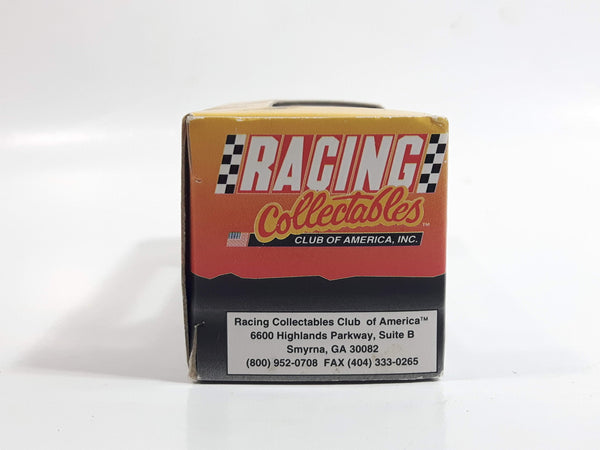 RACING
Collectables™
CLUB OF AMERICA, INC.
Racing Collectables Club of America™
6600 Highlands Parkway, Suite B
Smyrna, GA 30082
(800) 952-0708 FAX (404) 333-0265